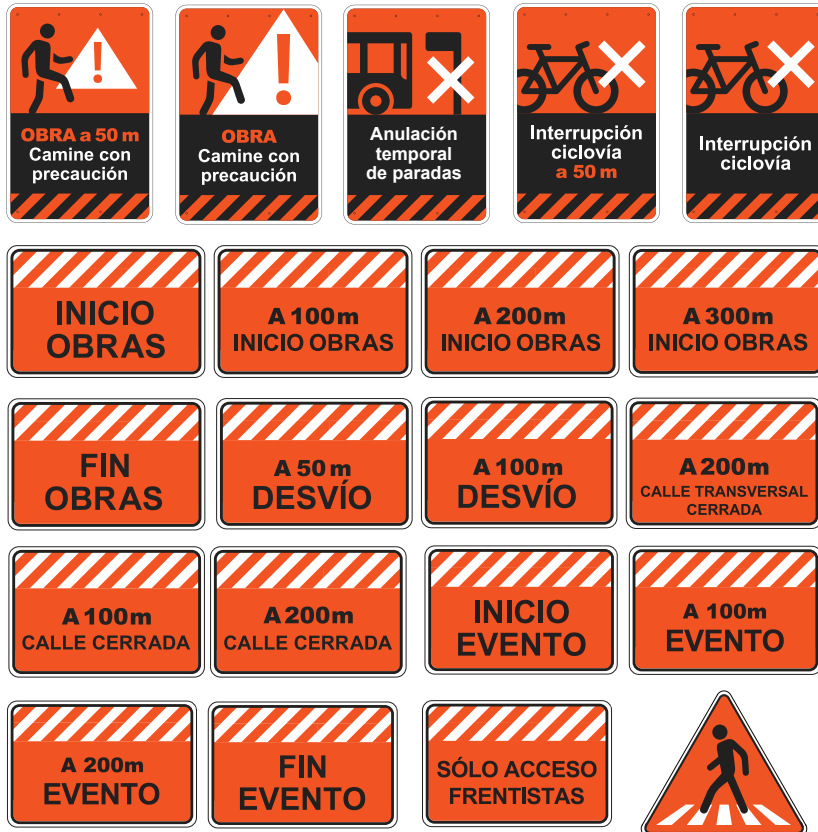 !
OBRA a 50 m
Camine con
precaución
!
OBRA
Camine con
precaución
Anulación
temporal
de paradas
Interrupción
ciclovía
a 50 m
Interrupción
ciclovía
INICIO
OBRAS
A 100m
INICIO OBRAS
A 200m
INICIO OBRAS
A 300m
INICIO OBRAS
FIN
OBRAS
A 50 m
DESVÍO
A 100m
DESVÍO
A 200m
CALLE TRANSVERSAL
CERRADA
A 100m
CALLE CERRADA
A 200m
CALLE CERRADA
INICIO
EVENTO
A 100m
EVENTO
A 200m
EVENTO
FIN
EVENTO
SÓLO ACCESO
FRENTISTAS